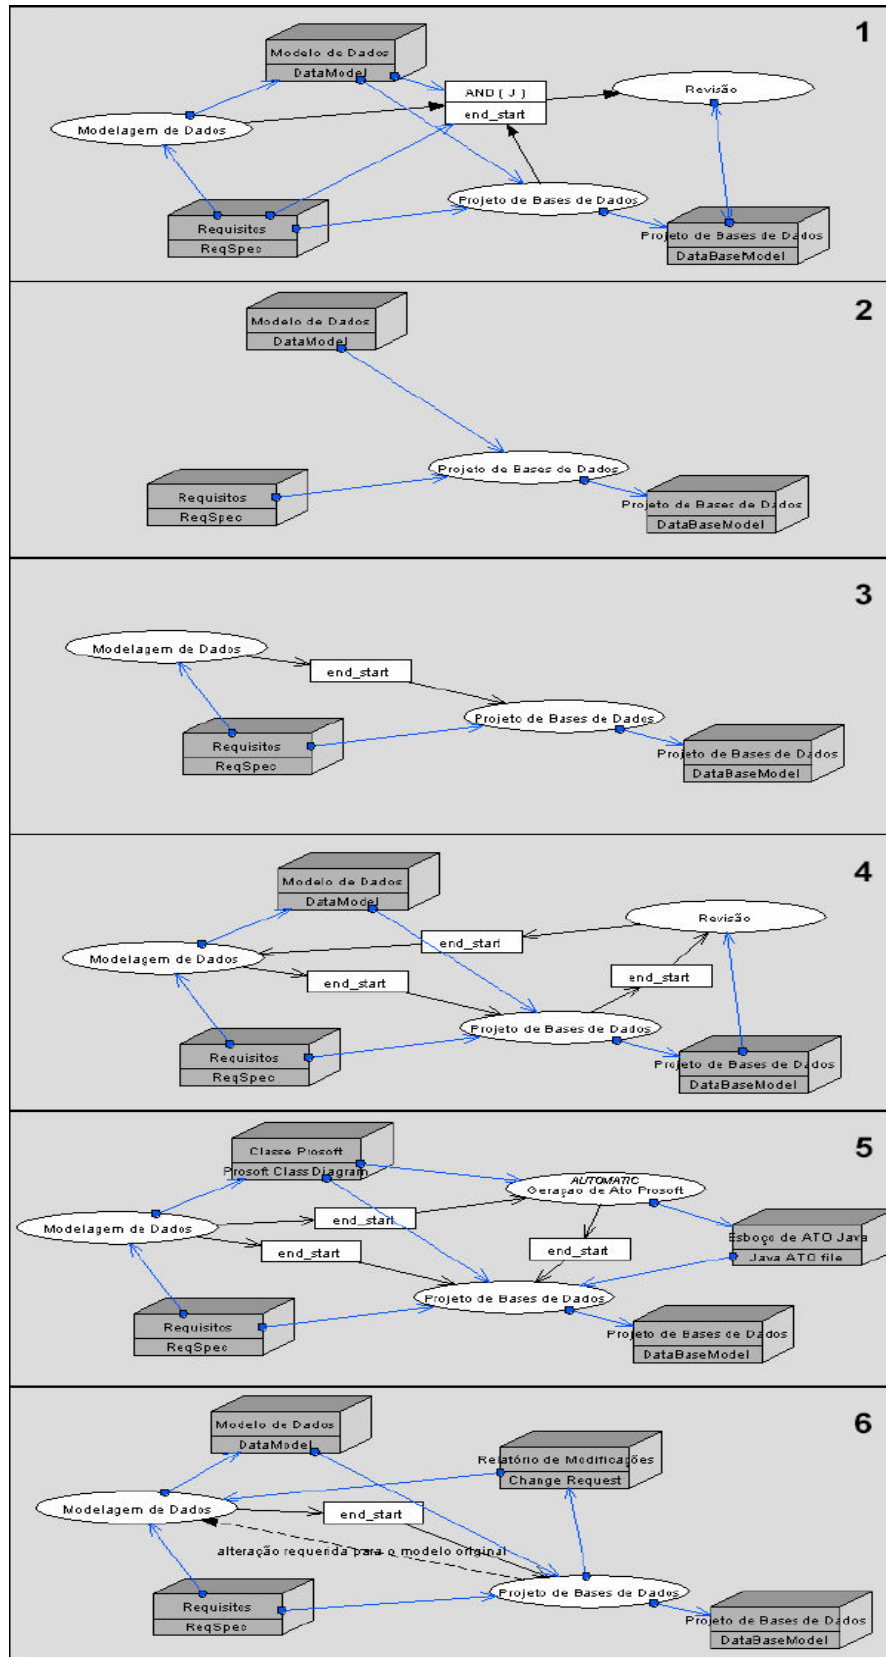 1
Modelo de Dados
DataModel
AND ( J )
end_start
Revisão
Modelagem de Dados
Projeto de Bases de Dados
Requisitos
ReqSpec
Projeto de Bases de Dados
DataBaseModel
2
Modelo de Dados
DataModel
Projeto de Bases de Dados
Requisitos
ReqSpec
Projeto de Bases de Dados
DataBaseModel
3
Modelagem de Dados
end_start
Projeto de Bases de Dados
Requisitos
ReqSpec
Projeto de Bases de Dados
DataBaseModel
4
Modelo de Dados
DataModel
Revisão
end_start
Modelagem de Dados
end_start
end_start
Projeto de Bases de Dados
Requisitos
ReqSpec
Projeto de Bases de Dados
DataBaseModel
5
Classe Prosoft
Prosoft Class Diagram
AUTOMATIC
Geração de Ato Prosoft
Modelagem de Dados
end_start
end_start
end_start
Esboço de ATO Java
Java ATO file
Projeto de Bases de Dados
Requisitos
ReqSpec
Projeto de Bases de Dados
DataBaseModel
6
Modelo de Dados
DataModel
Relatório de Modificações
Change Request
Modelagem de Dados
end_start
alteração requerida para o modelo original
Projeto de Bases de Dados
Requisitos
ReqSpec
Projeto de Bases de Dados
DataBaseModel